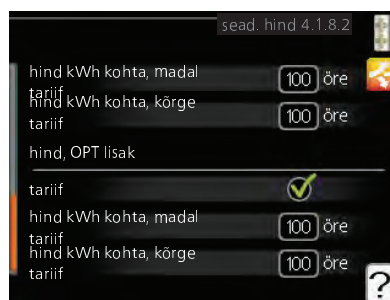 sead. hind 4.1.8.2
hind kWh kohta, madal
tariif
100 öre
hind kWh kohta, kõrge
tariif
100 öre
hind, OPT lisak
tariif
hind kWh kohta, madal
tariif
100 öre
hind kWh kohta, kõrge
tariif
100 öre
?